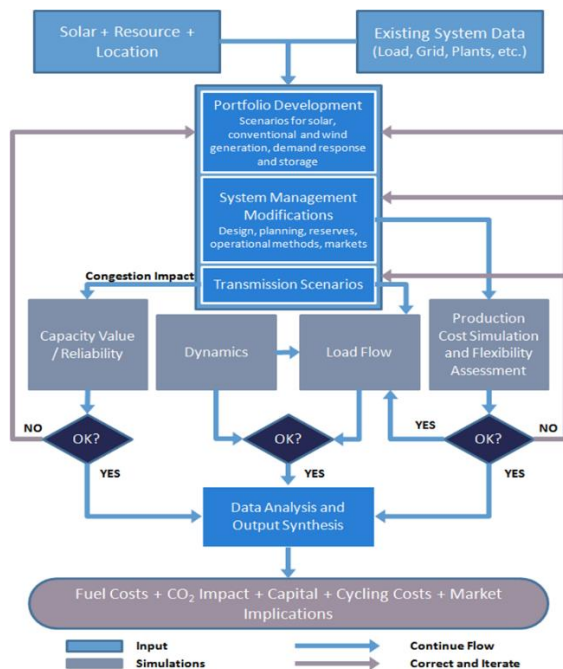 Solar + Resource +
Location
Existing System Data
(Load, Grid, Plants, etc.)
Portfolio Development
Scenarios for solar,
conventional and wind
generation, demand response
and storage
System Management
Modifications
Design, planning, reserves,
operational methods, markets
Congestion Impact
Transmission Scenarios
Capacity Value
/ Reliability
Dynamics
Load Flow
Production
Cost Simulation
and Flexibility
Assessment
NO
OK?
YES
OK?
YES
YES
OK?
NO
YES
Data Analysis and
Output Synthesis
Fuel Costs + CO₂ Impact + Capital + Cycling Costs + Market
Implications
Input
Continue Flow
Simulations
Correct and Iterate